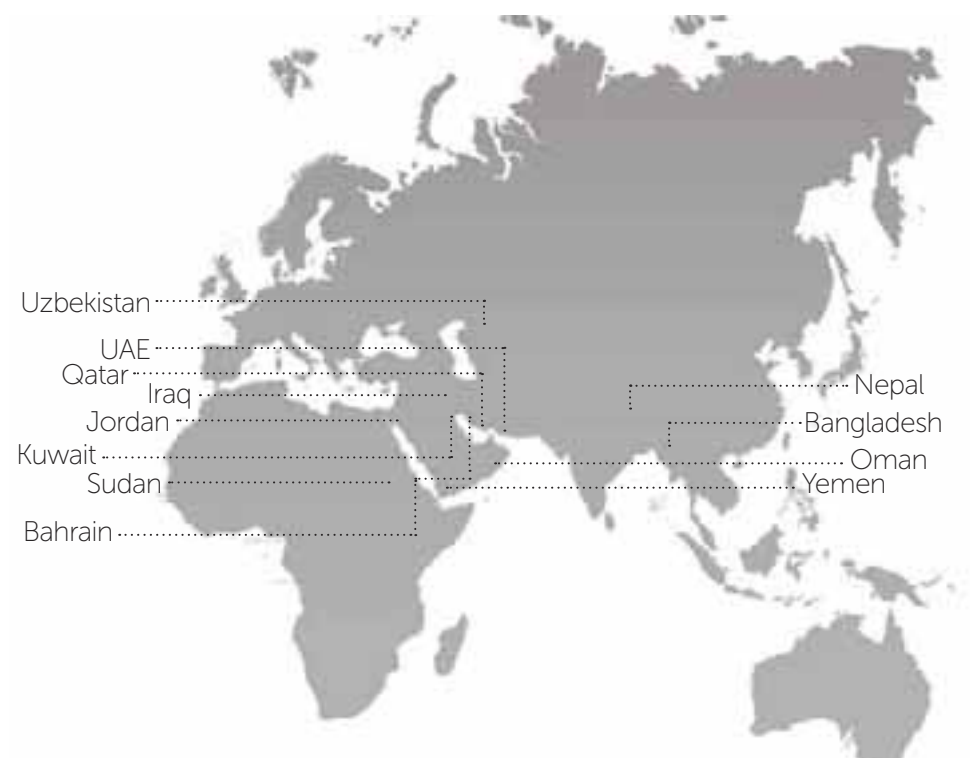 Uzbekistan
UAE
Qatar
Iraq
Jordan
Kuwait
Sudan
Bahrain
Nepal
Bangladesh
Oman
Yemen